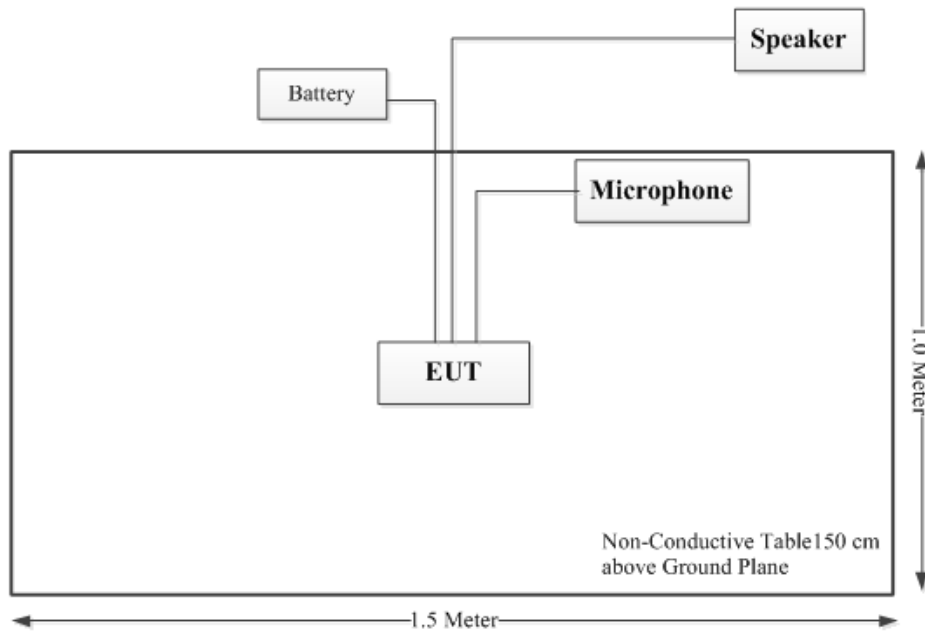 Speaker
Battery
Microphone
EUT
1.0 Meter
Non-Conductive Table150 cm
above Ground Plane
1.5 Meter